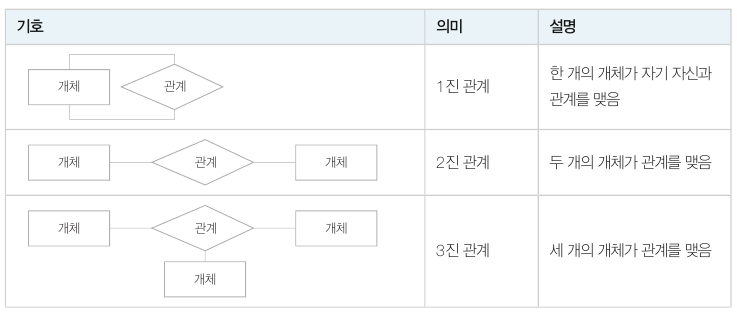 기호 의미 설명
개체 관계 1진 관계 한 개의 개체가 자기 자신과
관계를 맺음
개체 관계 개체 2진 관계 두 개의 개체가 관계를 맺음
개체 관계 개체 3진 관계 세 개의 개체가 관계를 맺음
개체